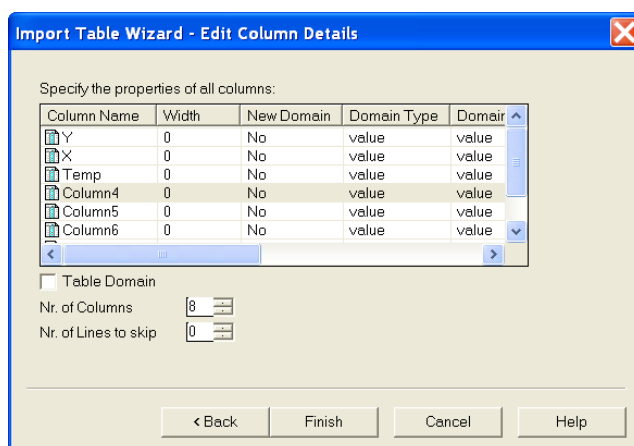 Import Table Wizard - Edit Column Details
Specify the properties of all columns:
Column Name Width New Domain Domain Type Domain
Y 0 No value value
X 0 No value value
Temp 0 No value value
Column4 0 No value value
Column5 0 No value value
Column6 0 No value value
Table Domain
Nr. of Columns 8
Nr. of Lines to skip 0
< Back Finish Cancel Help